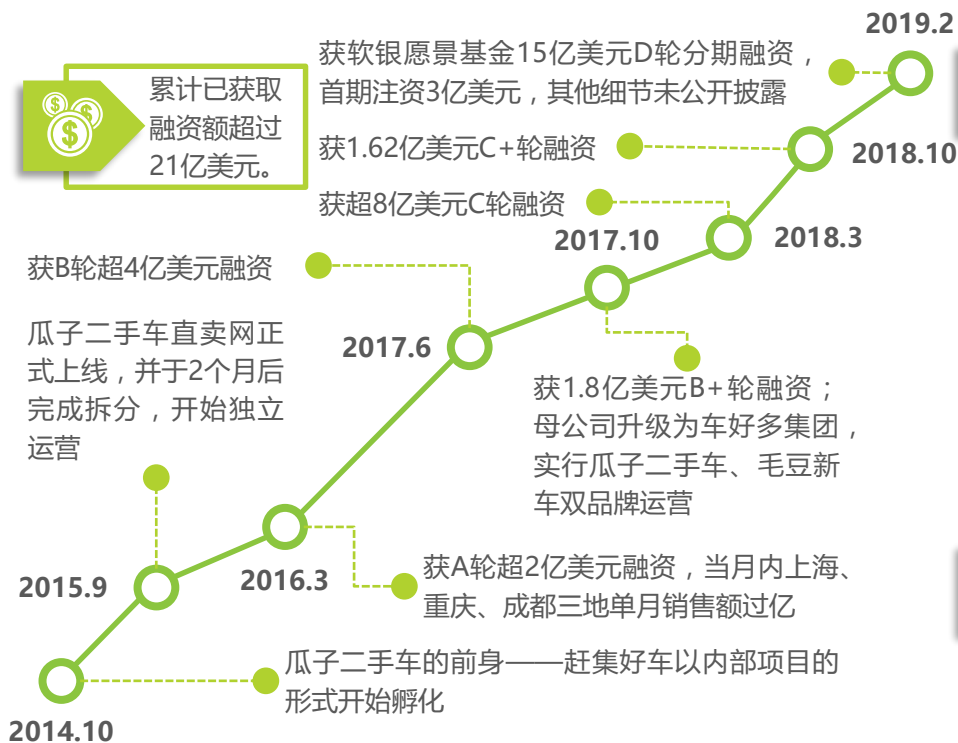 2019.2
获软银愿景基金15亿美元D轮分期融资，
首期注资3亿美元，其他细节未公开披露
累计已获取
融资额超过
21亿美元。
获1.62亿美元C+轮融资
2018.10
获超8亿美元C轮融资
2017.10
2018.3
获B轮超4亿美元融资
瓜子二手车直卖网正
式上线，并于2个月后
完成拆分，开始独立
运营
2017.6
获1.8亿美元B+轮融资；
母公司升级为车好多集团，
实行瓜子二手车、毛豆新
车双品牌运营
2015.9
2016.3
获A轮超2亿美元融资，当月内上海、
重庆、成都三地单月销售额过亿
瓜子二手车的前身——赶集好车以内部项目的
形式开始孵化
2014.10